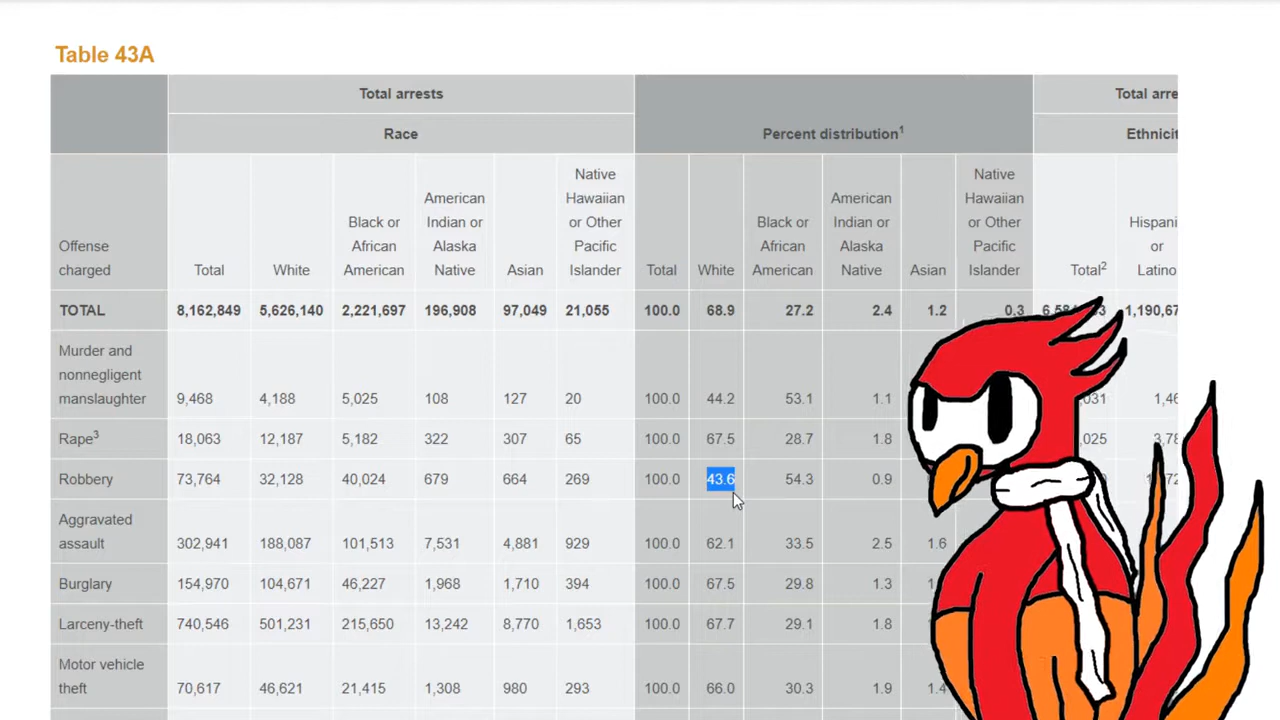 Table 43A
Total arrests
Race
Percent distribution1
Total arre
Ethnicit
Offense
charged
Total
White
Black or
African
American
American
Indian or
Alaska
Native
Asian
Native
Hawaiian
or Other
Pacific
Islander
Total
White
Black or
African
American
American
Indian or
Alaska
Native
Asian
Native
Hawaiian
or Other
Pacific
Islander
Total2
Hispani
or
Latino
TOTAL 8,162,849 5,626,140 2,221,697 196,908 97,049 21,055 100.0 68.9 27.2 2.4 1.2 0.3 1,190,67
Murder and
nonnegligent
manslaughter 9,468 4,188 5,025 108 127 20 100.0 44.2 53.1 1.1 031 1,46
Rape3 18,063 12,187 5,182 322 307 65 100.0 67.5 28.7 1.8 025 3,78
Robbery 73,764 32,128 40,024 679 664 269 100.0 43.6 54.3 0.9 72
Aggravated
assault 302,941 188,087 101,513 7,531 4,881 929 100.0 62.1 33.5 2.5 1.6
Burglary 154,970 104,671 46,227 1,968 1,710 394 100.0 67.5 29.8 1.3 1
Larceny-theft 740,546 501,231 215,650 13,242 8,770 1,653 100.0 67.7 29.1 1.8
Motor vehicle
theft 70,617 46,621 21,415 1,308 980 293 100.0 66.0 30.3 1.9 1.4